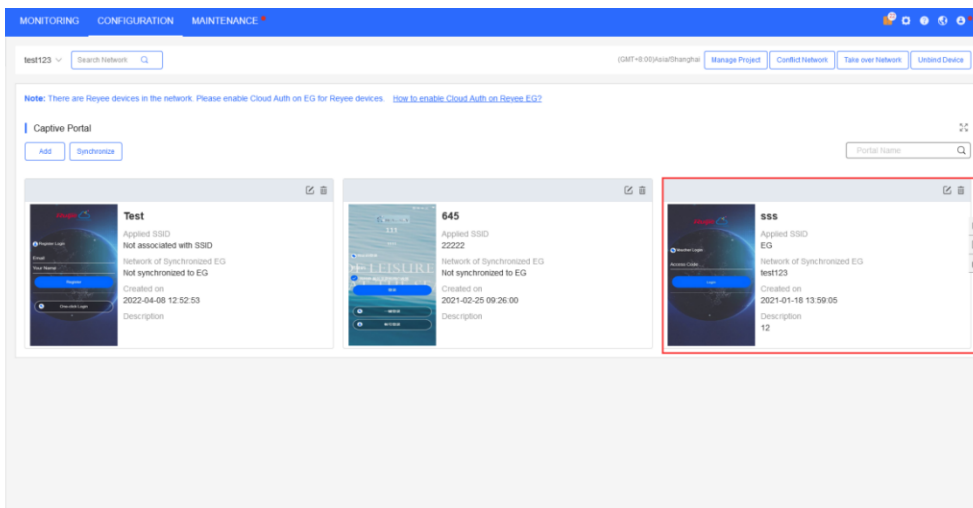 MONITORING CONFIGURATION MAINTENANCE
test123 Search Network (GMT+8:00)Asia/Shanghai Manage Project Conflict Network Take over Network Unbind Device
Note: There are Reyee devices in the network. Please enable Cloud Auth on EG for Reyee devices. How to enable Cloud Auth on Reyee EG?
Captive Portal
Add Synchronize Portal Name
Register Login
Email
Your Name
Register
One-click Login
Test
Applied SSID
Not associated with SSID
Network of Synchronized EG
Not synchronized to EG
Created on
2022-04-08 12:52:53
Description
645
Applied SSID
22222
Network of Synchronized EG
Not synchronized to EG
Created on
2021-02-25 09:26:00
Description
Voucher Login
Access Code
Login
sss
Applied SSID
EG
Network of Synchronized EG
test123
Created on
2021-01-18 13:59:05
Description
12